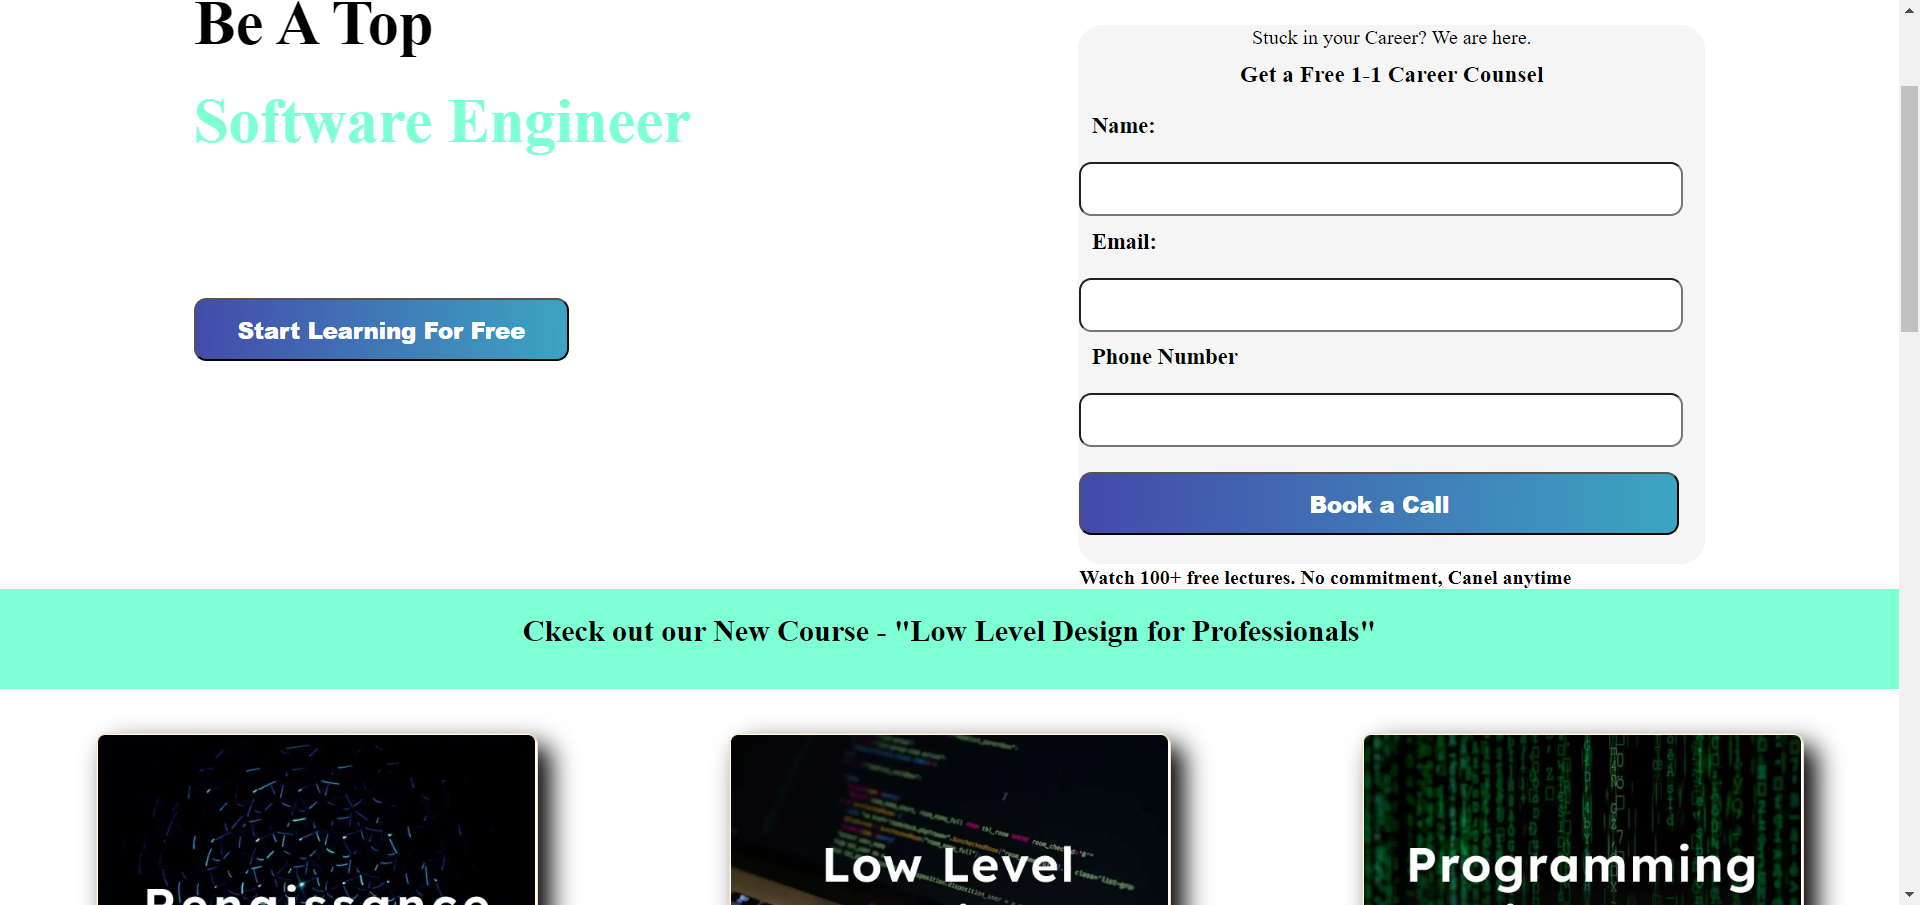 Be A Top
Software Engineer
Start Learning For Free
Stuck in your Career? We are here.
Get a Free 1-1 Career Counsel
Name:
Email:
Phone Number
Book a Call
Watch 100+ free lectures. No commitment, Canel anytime
Ckeck out our New Course - "Low Level Design for Professionals"
Renaissance
Low Level
Programming